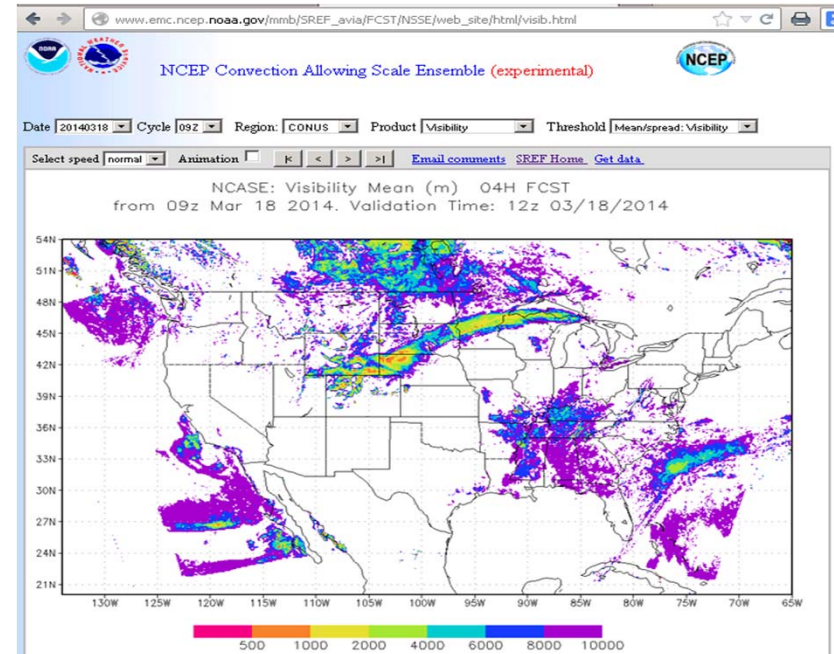 www.emc.ncep.noaa.gov/mmb/SREF_avia/FCST/NSSE/web_site/html/visib.html
NOAA
NCEP Convection Allowing Scale Ensemble (experimental)
NCEP
Date 20140318 Cycle 09Z Region: CONUS Product Visibility Threshold Mean/spread: Visibility
Select speed normal Animation |< < > >| Email comments SREF Home Get data
NCASE: Visibility Mean (m) 04H FCST
from 09z Mar 18 2014. Validation Time: 12z 03/18/2014
54N
51N
48N
45N
42N
39N
36N
33N
30N
27N
24N
21N
130W 125W 120W 115W 110W 105W 100W 95W 90W 85W 80W 75W 70W 65W
500 1000 2000 4000 6000 8000 10000